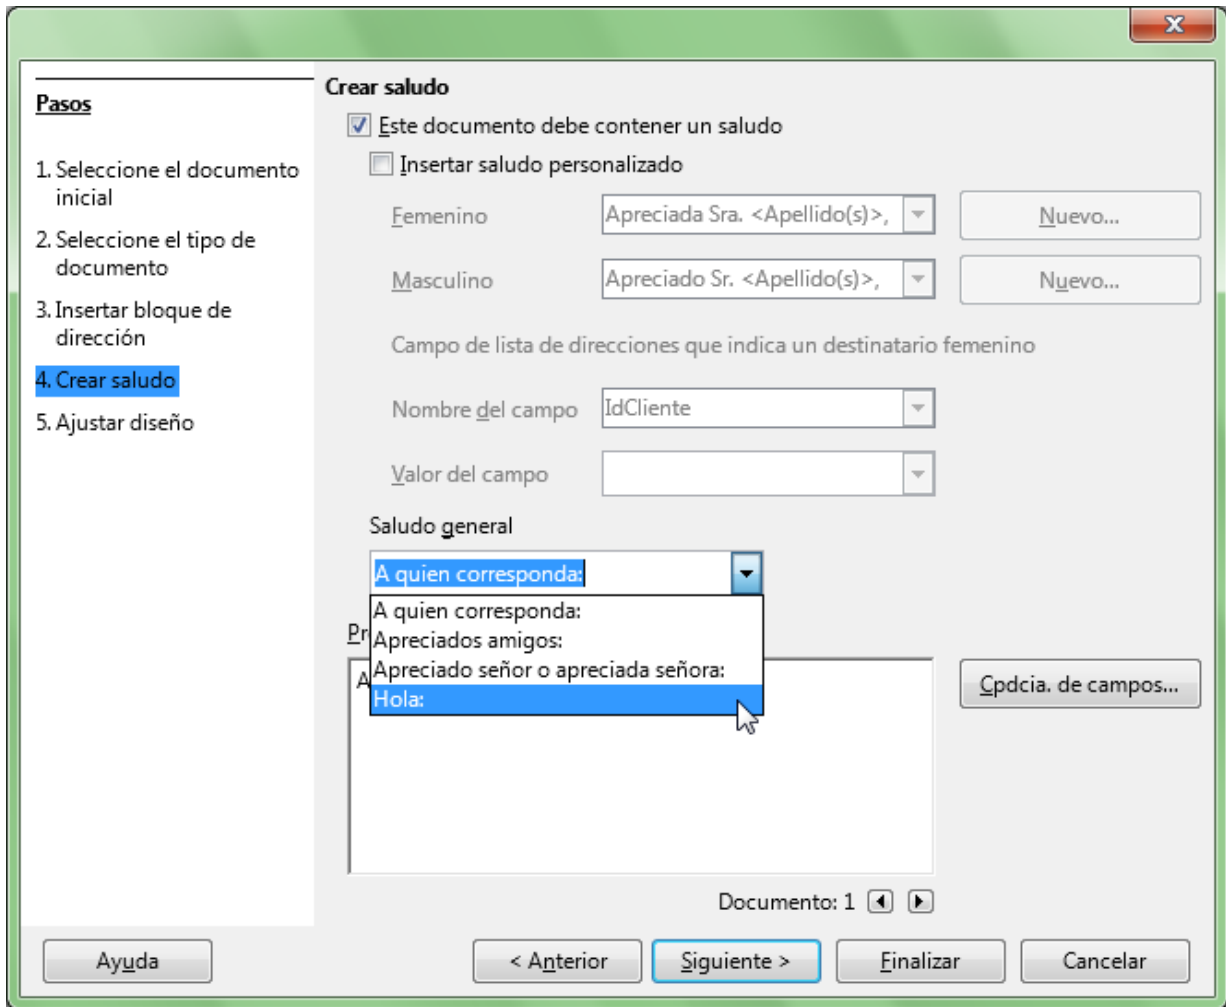 Pasos
1. Seleccione el documento
inicial
2. Seleccione el tipo de
documento
3. Insertar bloque de
dirección
4. Crear saludo
5. Ajustar diseño
Crear saludo
Este documento debe contener un saludo
Insertar saludo personalizado
Femenino
Apreciada Sra. <Apellido(s)>,
Nuevo...
Masculino
Apreciado Sr. <Apellido(s)>,
Nuevo...
Campo de lista de direcciones que indica un destinatario femenino
Nombre del campo
IdCliente
Valor del campo
Saludo general
A quien corresponda:
A quien corresponda:
Apreciados amigos:
Apreciado señor o apreciada señora:
Hola:
Cpdcia. de campos...
Documento: 1
Ayuda
< Anterior
Siguiente >
Finalizar
Cancelar